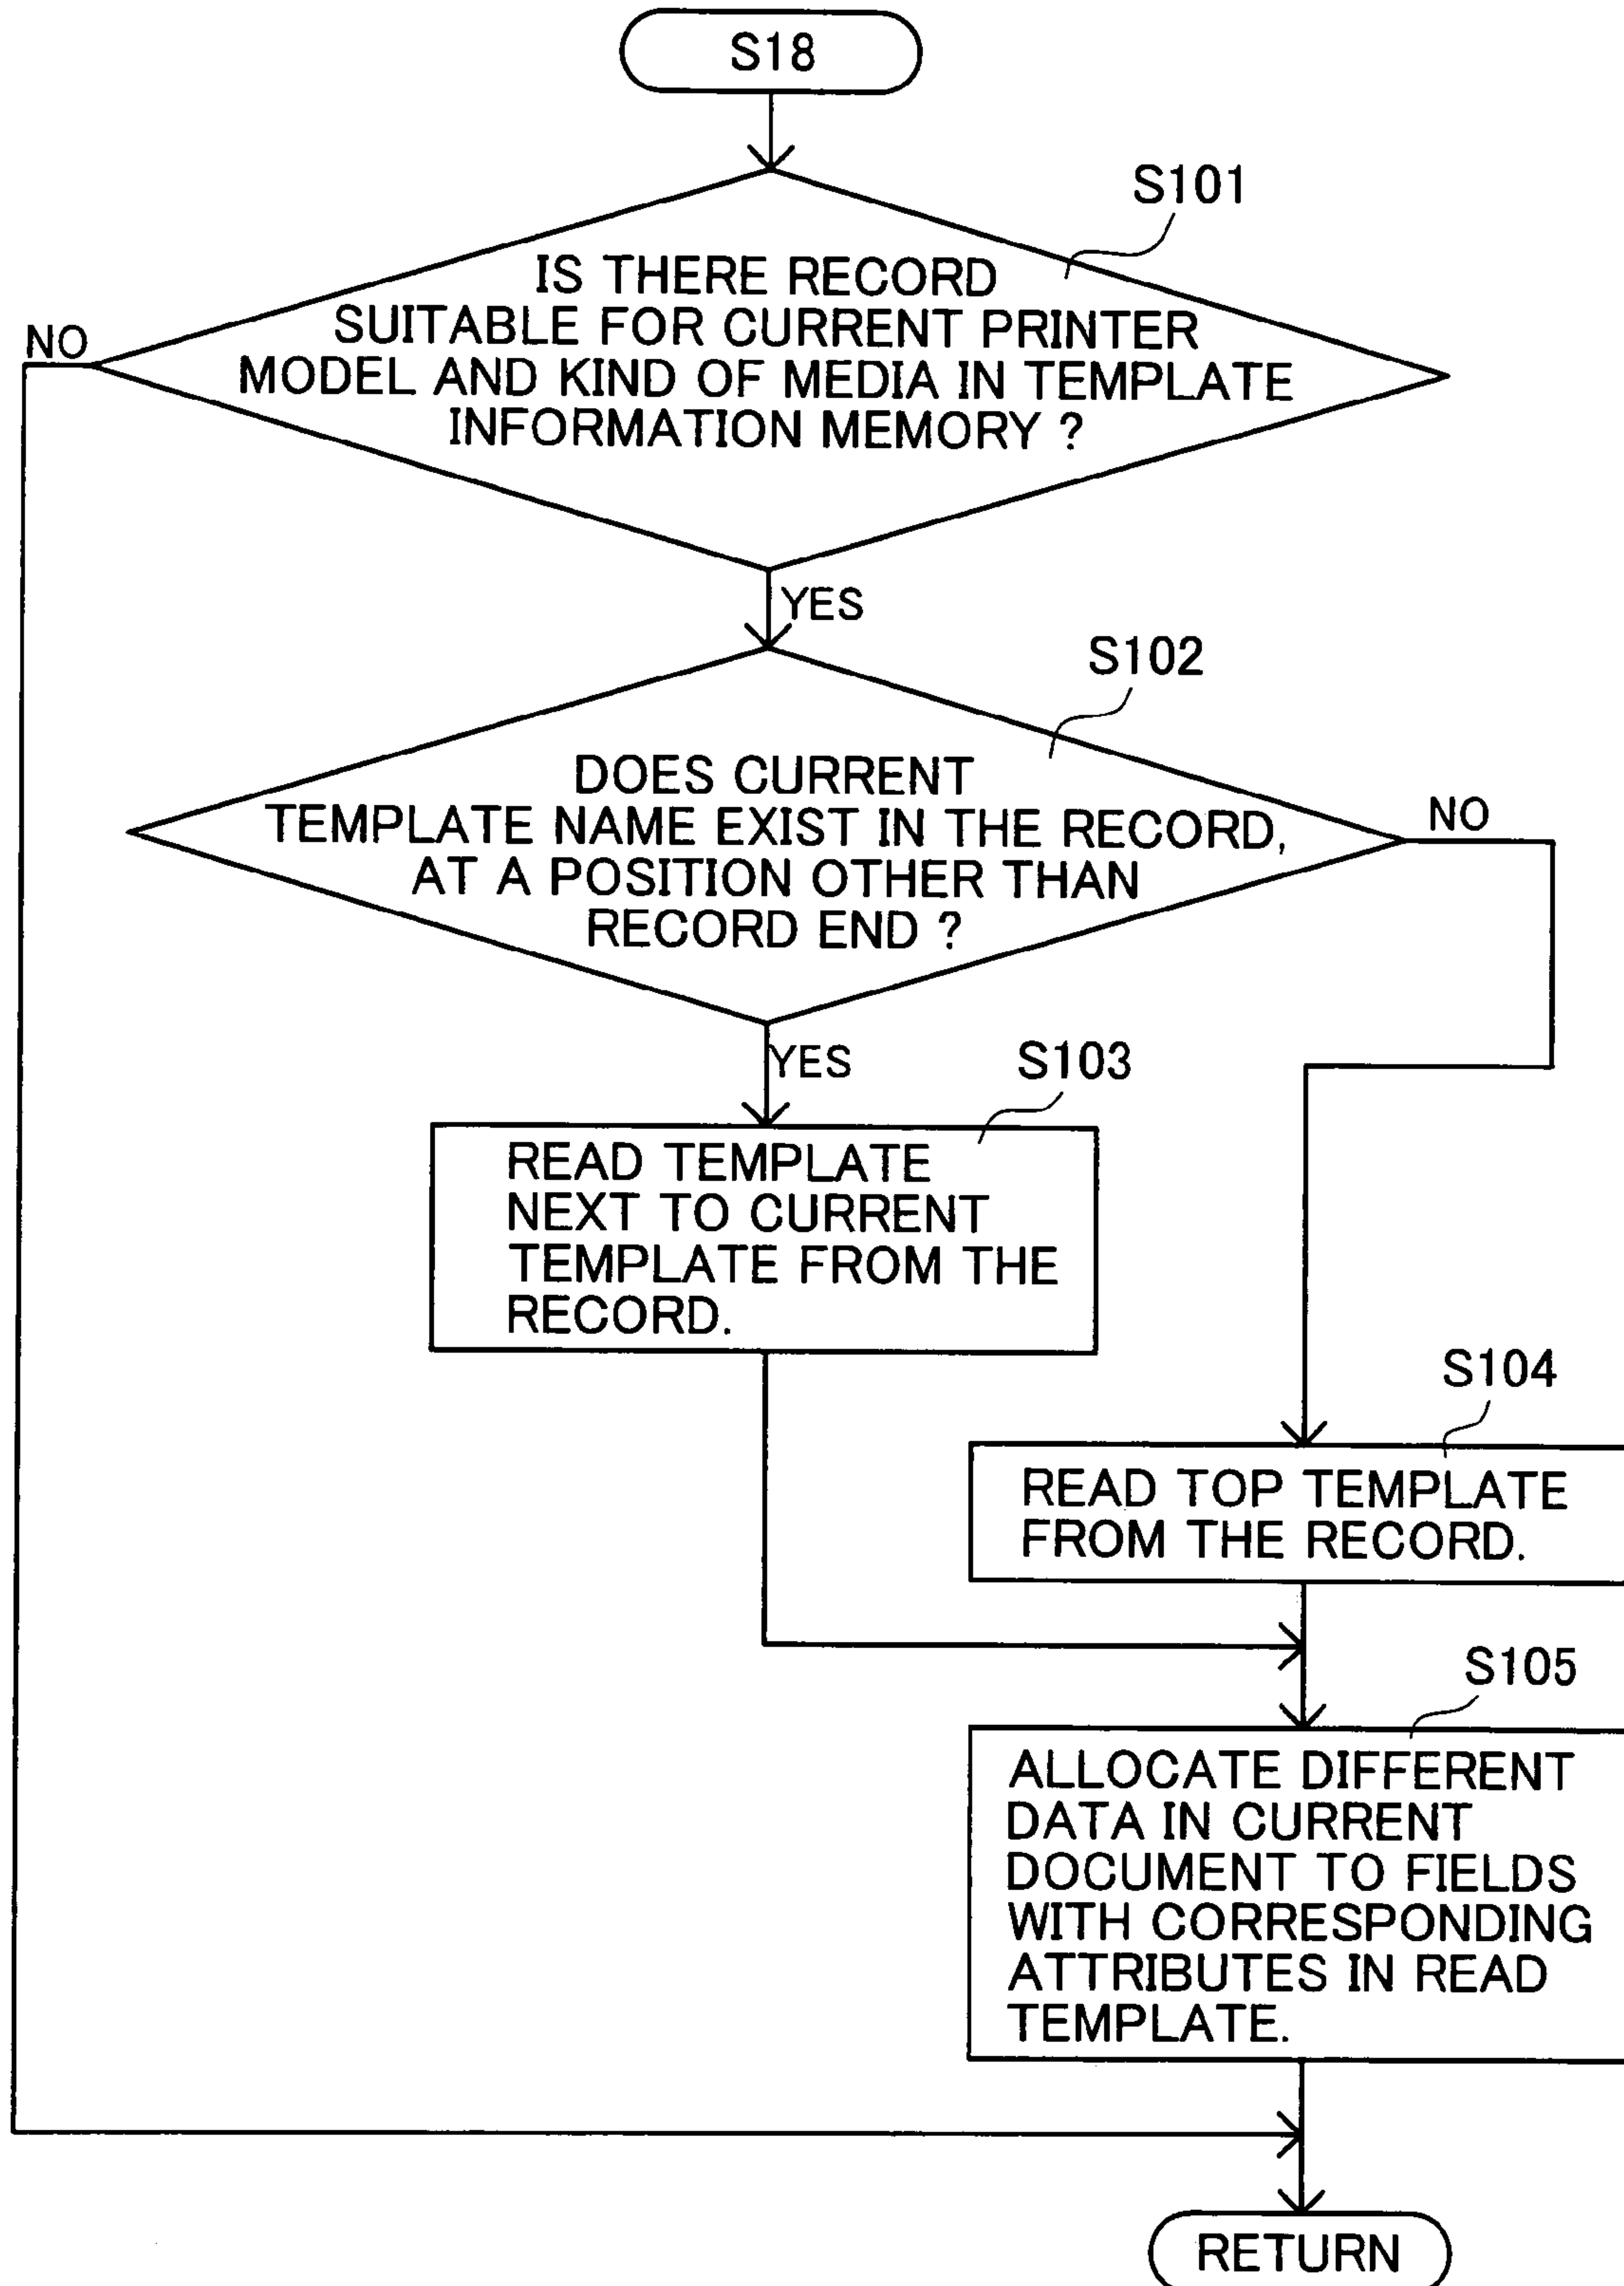 S18
S101
IS THERE RECORD
SUITABLE FOR CURRENT PRINTER
MODEL AND KIND OF MEDIA IN TEMPLATE
INFORMATION MEMORY ?
NO
YES
S102
DOES CURRENT
TEMPLATE NAME EXIST IN THE RECORD,
AT A POSITION OTHER THAN
RECORD END ?
NO
YES
S103
READ TEMPLATE
NEXT TO CURRENT
TEMPLATE FROM THE
RECORD.
S104
READ TOP TEMPLATE
FROM THE RECORD.
S105
ALLOCATE DIFFERENT
DATA IN CURRENT
DOCUMENT TO FIELDS
WITH CORRESPONDING
ATTRIBUTES IN READ
TEMPLATE.
RETURN